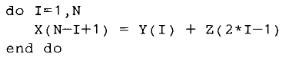 do I=1,N
X(N-I+1) = Y(I) + Z(2*I-1)
end do